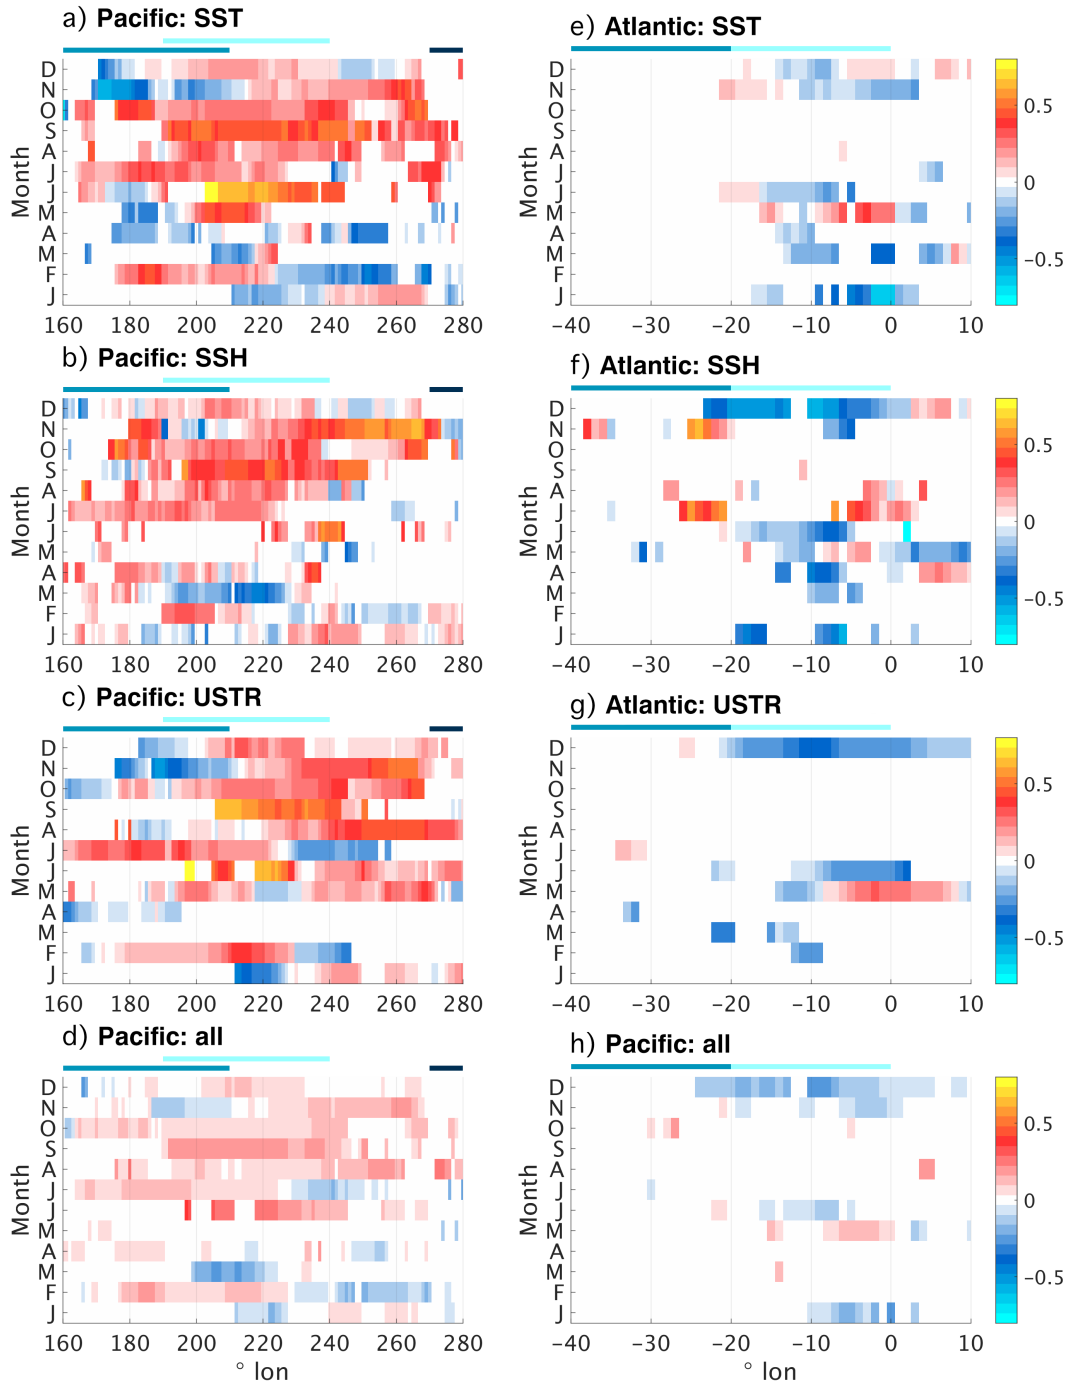 a) Pacific: SST
D
N
O
S
A
J
J
M
A
M
F
J
Month
160 180 200 220 240 260 280
e) Atlantic: SST
D
N
O
S
A
J
J
M
A
M
F
J
Month
−40 −30 −20 −10 0 10
0.5
0
−0.5
b) Pacific: SSH
D
N
O
S
A
J
J
M
A
M
F
J
Month
160 180 200 220 240 260 280
f) Atlantic: SSH
D
N
O
S
A
J
J
M
A
M
F
J
Month
−40 −30 −20 −10 0 10
0.5
0
−0.5
c) Pacific: USTR
D
N
O
S
A
J
J
M
A
M
F
J
Month
160 180 200 220 240 260 280
g) Atlantic: USTR
D
N
O
S
A
J
J
M
A
M
F
J
Month
−40 −30 −20 −10 0 10
0.5
0
−0.5
d) Pacific: all
D
N
O
S
A
J
J
M
A
M
F
J
Month
160 180 200 220 240 260 280
° lon
h) Pacific: all
D
N
O
S
A
J
J
M
A
M
F
J
Month
−40 −30 −20 −10 0 10
° lon
0.5
0
−0.5